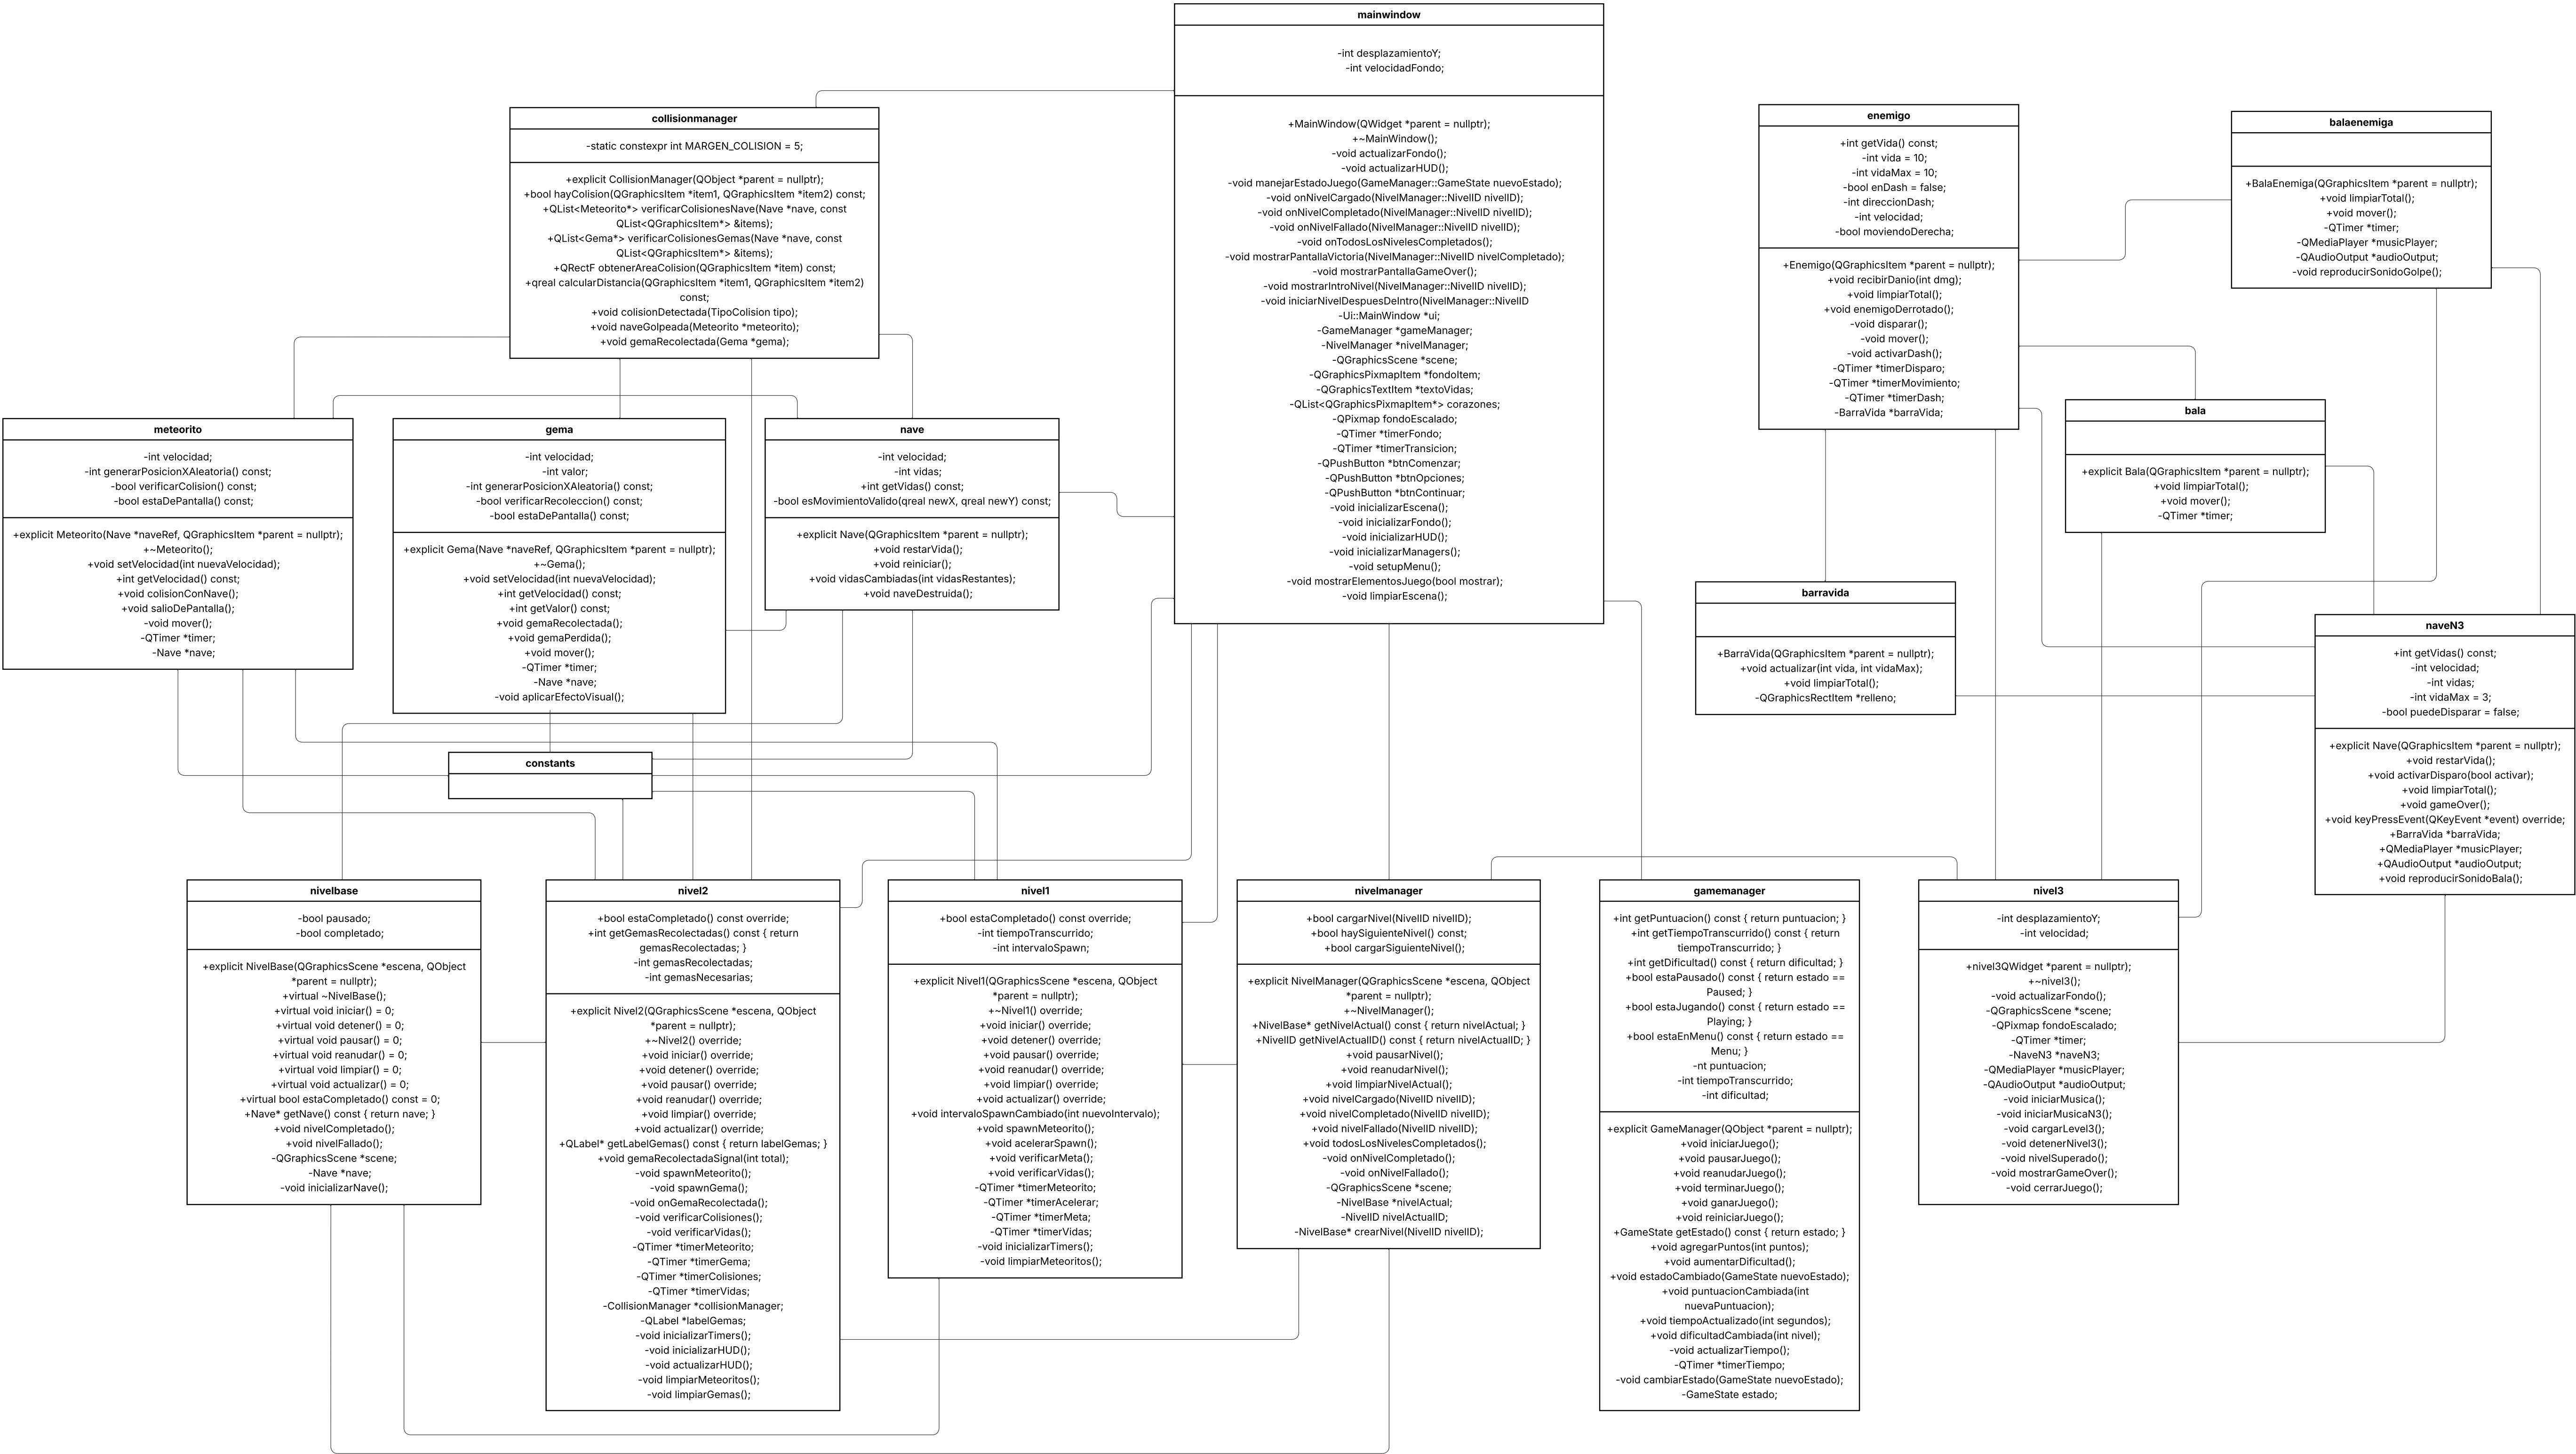 mainwindow
-int desplazamientoY;
-int velocidadFondo;
+MainWindow(QWidget *parent = nullptr);
+~MainWindow();
-void actualizarFondo();
-void actualizarHUD();
-void manejarEstadoJuego(GameManager::GameState nuevoEstado);
-void onNivelCargado(NivelManager::NivelID nivelID);
-void onNivelCompletado(NivelManager::NivelID nivelID);
-void onNivelFallado(NivelManager::NivelID nivelID);
-void onTodosLosNivelesCompletados();
-void mostrarPantallaVictoria(NivelManager::NivelID nivelCompletado);
-void mostrarPantallaGameOver();
-void mostrarIntroNivel(NivelManager::NivelID nivelID);
-void iniciarNivelDespuesDeIntro(NivelManager::NivelID
-Ui::MainWindow *ui;
-GameManager *gameManager;
-NivelManager *nivelManager;
-QGraphicsScene *scene;
-QGraphicsPixmapItem *fondoItem;
-QGraphicsTextItem *textoVidas;
-QList<QGraphicsPixmapItem*> corazones;
-QPixmap fondoEscalado;
-QTimer *timerFondo;
-QTimer *timerTransicion;
-QPushButton *btnComenzar;
-QPushButton *btnOpciones;
-QPushButton *btnContinuar;
-void inicializarEscena();
-void inicializarFondo();
-void inicializarHUD();
-void inicializarManagers();
-void setupMenu();
-void mostrarElementosJuego(bool mostrar);
-void limpiarEscena();
collisionmanager
-static constexpr int MARGEN_COLISION = 5;
+explicit CollisionManager(QObject *parent = nullptr);
+bool hayColision(QGraphicsItem *item1, QGraphicsItem *item2) const;
+QList<Meteorito*> verificarColisionesNave(Nave *nave, const
QList<QGraphicsItem*> &items);
+QList<Gema*> verificarColisionesGemas(Nave *nave, const
QList<QGraphicsItem*> &items);
+QRectF obtenerAreaColision(QGraphicsItem *item) const;
+qreal calcularDistancia(QGraphicsItem *item1, QGraphicsItem *item2)
const;
+void colisionDetectada(TipoColision tipo);
+void naveGolpeada(Meteorito *meteorito);
+void gemaRecolectada(Gema *gema);
enemigo
+int getVida() const;
-int vida = 10;
-int vidaMax = 10;
-bool enDash = false;
-int direccionDash;
-int velocidad;
-bool moviendoDerecha;
+Enemigo(QGraphicsItem *parent = nullptr);
+void recibirDanio(int dmg);
+void limpiarTotal();
+void enemigoDerrotado();
-void disparar();
-void mover();
-void activarDash();
-QTimer *timerDisparo;
-QTimer *timerMovimiento;
-QTimer *timerDash;
-BarraVida *barraVida;
balaenemiga
+BalaEnemiga(QGraphicsItem *parent = nullptr);
+void limpiarTotal();
+void mover();
-QTimer *timer;
-QMediaPlayer *musicPlayer;
-QAudioOutput *audioOutput;
-void reproducirSonidoGolpe();
bala
+explicit Bala(QGraphicsItem *parent = nullptr);
+void limpiarTotal();
+void mover();
-QTimer *timer;
meteorito
-int velocidad;
-int generarPosicionXAleatoria() const;
-bool verificarColision() const;
-bool estaDePantalla() const;
+explicit Meteorito(Nave *naveRef, QGraphicsItem *parent = nullptr);
+~Meteorito();
+void setVelocidad(int nuevaVelocidad);
+int getVelocidad() const;
+void colisionConNave();
+void salioDePantalla();
-void mover();
-QTimer *timer;
-Nave *nave;
gema
-int velocidad;
-int valor;
-int generarPosicionXAleatoria() const;
-bool verificarRecoleccion() const;
-bool estaDePantalla() const;
+explicit Gema(Nave *naveRef, QGraphicsItem *parent = nullptr);
+~Gema();
+void setVelocidad(int nuevaVelocidad);
+int getVelocidad() const;
+int getValor() const;
+void gemaRecolectada();
+void gemaPerdida();
+void mover();
-QTimer *timer;
-Nave *nave;
-void aplicarEfectoVisual();
nave
-int velocidad;
-int vidas;
+int getVidas() const;
-bool esMovimientoValido(qreal newX, qreal newY) const;
+explicit Nave(QGraphicsItem *parent = nullptr);
+void restarVida();
+void reiniciar();
+void vidasCambiadas(int vidasRestantes);
+void naveDestruida();
barravida
+BarraVida(QGraphicsItem *parent = nullptr);
+void actualizar(int vida, int vidaMax);
+void limpiarTotal();
-QGraphicsRectItem *relleno;
naveN3
+int getVidas() const;
-int velocidad;
-int vidas;
-int vidaMax = 3;
-bool puedeDisparar = false;
+explicit Nave(QGraphicsItem *parent = nullptr);
+void restarVida();
+void activarDisparo(bool activar);
+void limpiarTotal();
+void gameOver();
+void keyPressEvent(QKeyEvent *event) override;
+BarraVida *barraVida;
+QMediaPlayer *musicPlayer;
+QAudioOutput *audioOutput;
+void reproducirSonidoBala();
constants
nivelbase
-bool pausado;
-bool completado;
+explicit NivelBase(QGraphicsScene *escena, QObject
*parent = nullptr);
+virtual ~NivelBase();
+virtual void iniciar() = 0;
+virtual void detener() = 0;
+virtual void pausar() = 0;
+virtual void reanudar() = 0;
+virtual void limpiar() = 0;
+virtual void actualizar() = 0;
+virtual bool estaCompletado() const = 0;
+Nave* getNave() const { return nave; }
+void nivelCompletado();
+void nivelFallado();
-QGraphicsScene *scene;
-Nave *nave;
-void inicializarNave();
nivel2
+bool estaCompletado() const override;
+int getGemasRecolectadas() const { return
gemasRecolectadas; }
-int gemasRecolectadas;
-int gemasNecesarias;
+explicit Nivel2(QGraphicsScene *escena, QObject
*parent = nullptr);
+~Nivel2() override;
+void iniciar() override;
+void detener() override;
+void pausar() override;
+void reanudar() override;
+void limpiar() override;
+void actualizar() override;
+QLabel* getLabelGemas() const { return labelGemas; }
+void gemaRecolectadaSignal(int total);
-void spawnMeteorito();
-void spawnGema();
-void onGemaRecolectada();
-void verificarColisiones();
-void verificarVidas();
-QTimer *timerMeteorito;
-QTimer *timerGema;
-QTimer *timerColisiones;
-QTimer *timerVidas;
-CollisionManager *collisionManager;
-QLabel *labelGemas;
-void inicializarTimers();
-void inicializarHUD();
-void actualizarHUD();
-void limpiarMeteoritos();
-void limpiarGemas();
nivel1
+bool estaCompletado() const override;
-int tiempoTranscurrido;
-int intervaloSpawn;
+explicit Nivel1(QGraphicsScene *escena, QObject
*parent = nullptr);
+~Nivel1() override;
+void iniciar() override;
+void detener() override;
+void pausar() override;
+void reanudar() override;
+void limpiar() override;
+void actualizar() override;
+void intervaloSpawnCambiado(int nuevoIntervalo);
+void spawnMeteorito();
+void acelerarSpawn();
+void verificarMeta();
+void verificarVidas();
-QTimer *timerMeteorito;
-QTimer *timerAcelerar;
-QTimer *timerMeta;
-QTimer *timerVidas;
-void inicializarTimers();
-void limpiarMeteoritos();
nivelmanager
+bool cargarNivel(NivelID nivelID);
+bool haySiguienteNivel() const;
+bool cargarSiguienteNivel();
+explicit NivelManager(QGraphicsScene *escena, QObject
*parent = nullptr);
+~NivelManager();
+NivelBase* getNivelActual() const { return nivelActual; }
+NivelID getNivelActualID() const { return nivelActualID; }
+void pausarNivel();
+void reanudarNivel();
+void limpiarNivelActual();
+void nivelCargado(NivelID nivelID);
+void nivelCompletado(NivelID nivelID);
+void nivelFallado(NivelID nivelID);
+void todosLosNivelesCompletados();
-void onNivelCompletado();
-void onNivelFallado();
-QGraphicsScene *scene;
-NivelBase *nivelActual;
-NivelID nivelActualID;
-NivelBase* crearNivel(NivelID nivelID);
gamemanager
+int getPuntuacion() const { return puntuacion; }
+int getTiempoTranscurrido() const { return
tiempoTranscurrido; }
+int getDificultad() const { return dificultad; }
+bool estaPausado() const { return estado ==
Paused; }
+bool estaJugando() const { return estado ==
Playing; }
+bool estaEnMenu() const { return estado ==
Menu; }
-nt puntuacion;
-int tiempoTranscurrido;
-int dificultad;
+explicit GameManager(QObject *parent = nullptr);
+void iniciarJuego();
+void pausarJuego();
+void reanudarJuego();
+void terminarJuego();
+void ganarJuego();
+void reiniciarJuego();
+GameState getEstado() const { return estado; }
+void agregarPuntos(int puntos);
+void aumentarDificultad();
+void estadoCambiado(GameState nuevoEstado);
+void puntuacionCambiada(int
nuevaPuntuacion);
+void tiempoActualizado(int segundos);
+void dificultadCambiada(int nivel);
-void actualizarTiempo();
-QTimer *timerTiempo;
-void cambiarEstado(GameState nuevoEstado);
-GameState estado;
nivel3
-int desplazamientoY;
-int velocidad;
+nivel3QWidget *parent = nullptr);
+~nivel3();
-void actualizarFondo();
-QGraphicsScene *scene;
-QPixmap fondoEscalado;
-QTimer *timer;
-NaveN3 *naveN3;
-QMediaPlayer *musicPlayer;
-QAudioOutput *audioOutput;
-void iniciarMusica();
-void iniciarMusicaN3();
-void cargarLevel3();
-void detenerNivel3();
-void nivelSuperado();
-void mostrarGameOver();
-void cerrarJuego();